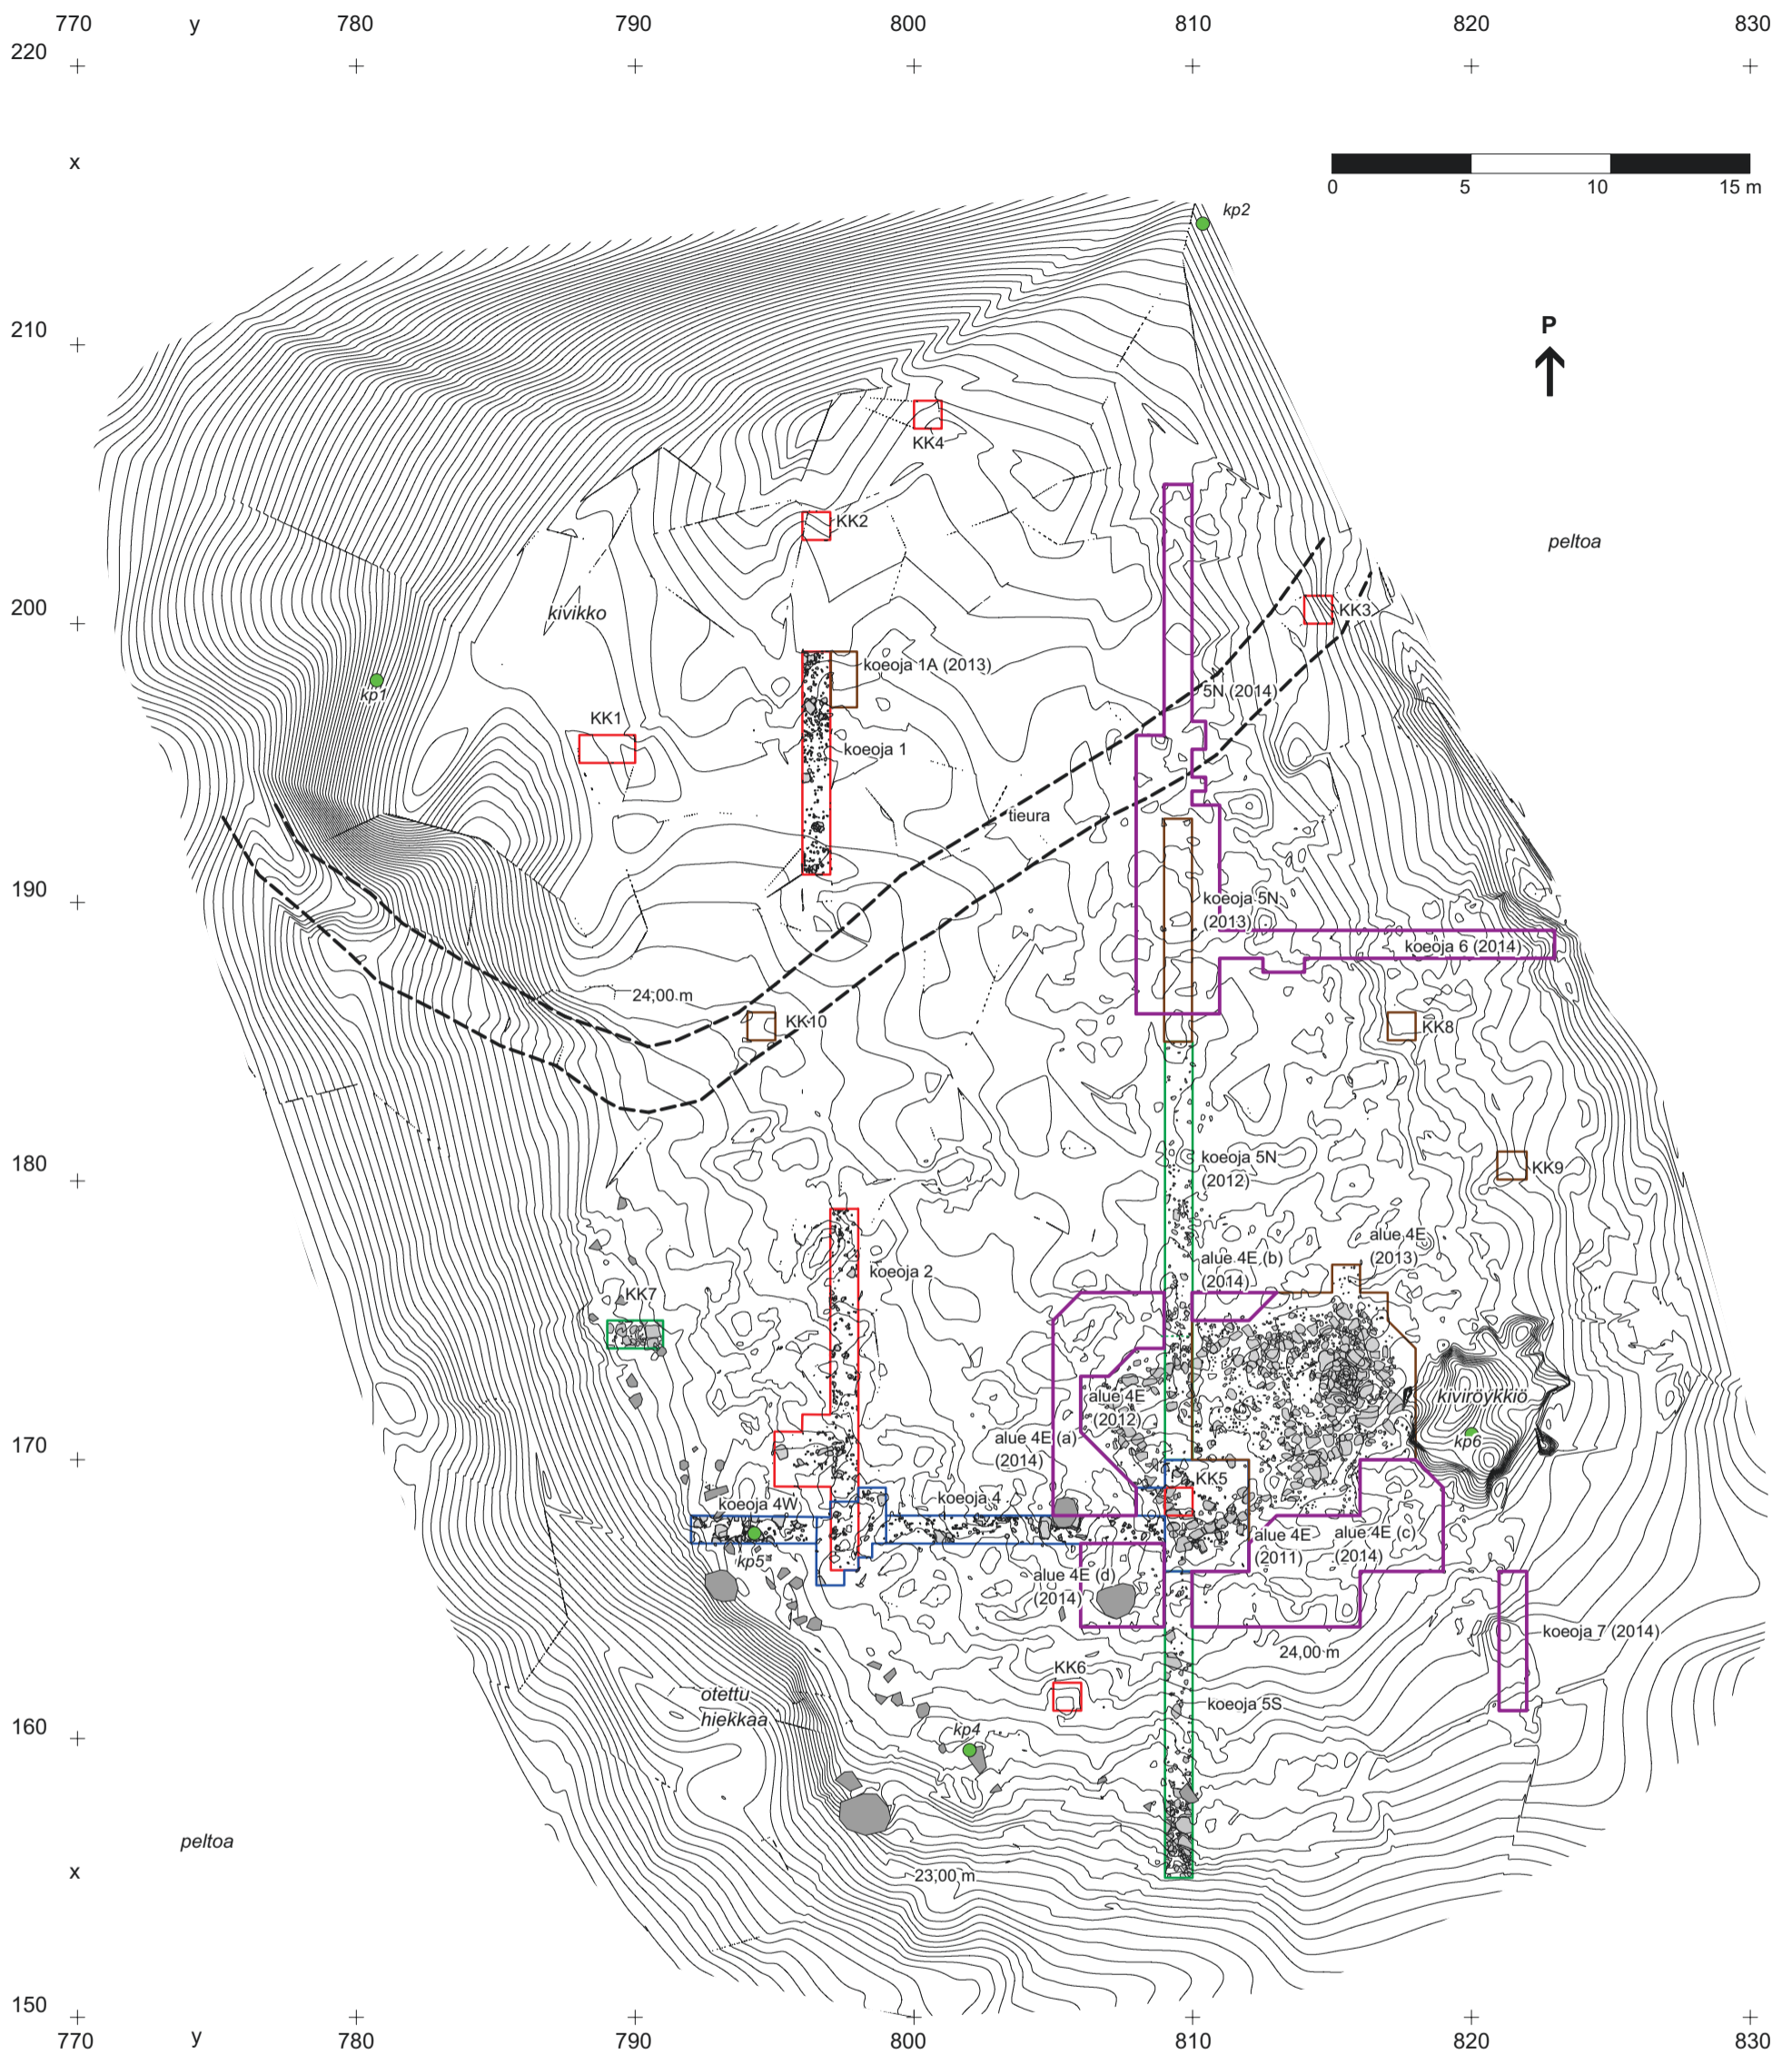 770 y 780 790 800 810 820 830
220
x
0 5 10 15 m
kp2
P
210
KK4
KK2
peltoa
200
kivikko
KK3
koeoja 1A (2013)
kp1
5N (2014)
KK1
koeoja 1
tieura
190
koeoja 5N
(2013)
koeoja 6 (2014)
24,00 m
KK10
KK8
180
koeoja 5N
(2012)
KK9
alue 4E
(2013)
alue 4E (b)
(2014)
koeoja 2
KK7
kiviröykkiö
alue 4E
(2012)
170
alue 4E (a)
(2014)
kp6
KK5
koeoja 4W
koeoja 4
alue 4E
(2011)
alue 4E (c)
(2014)
kp5
alue 4E (d)
(2014)
koeoja 7 (2014)
24,00 m
KK6
otettu
hiekkaa
koeoja 5S
160
kp4
peltoa
x
23,00 m
150
770 y 780 790 800 810 820 830